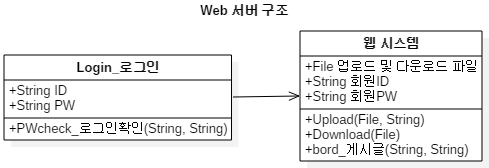 Web 서버 구조
Login_로그인
+String ID
+String PW
+PWcheck_로그인확인(String, String)
웹 시스템
+File 업로드 및 다운로드 파일
+String 회원ID
+String 회원PW
+Upload(File, String)
+Download(File)
+bord_게시글(String, String)